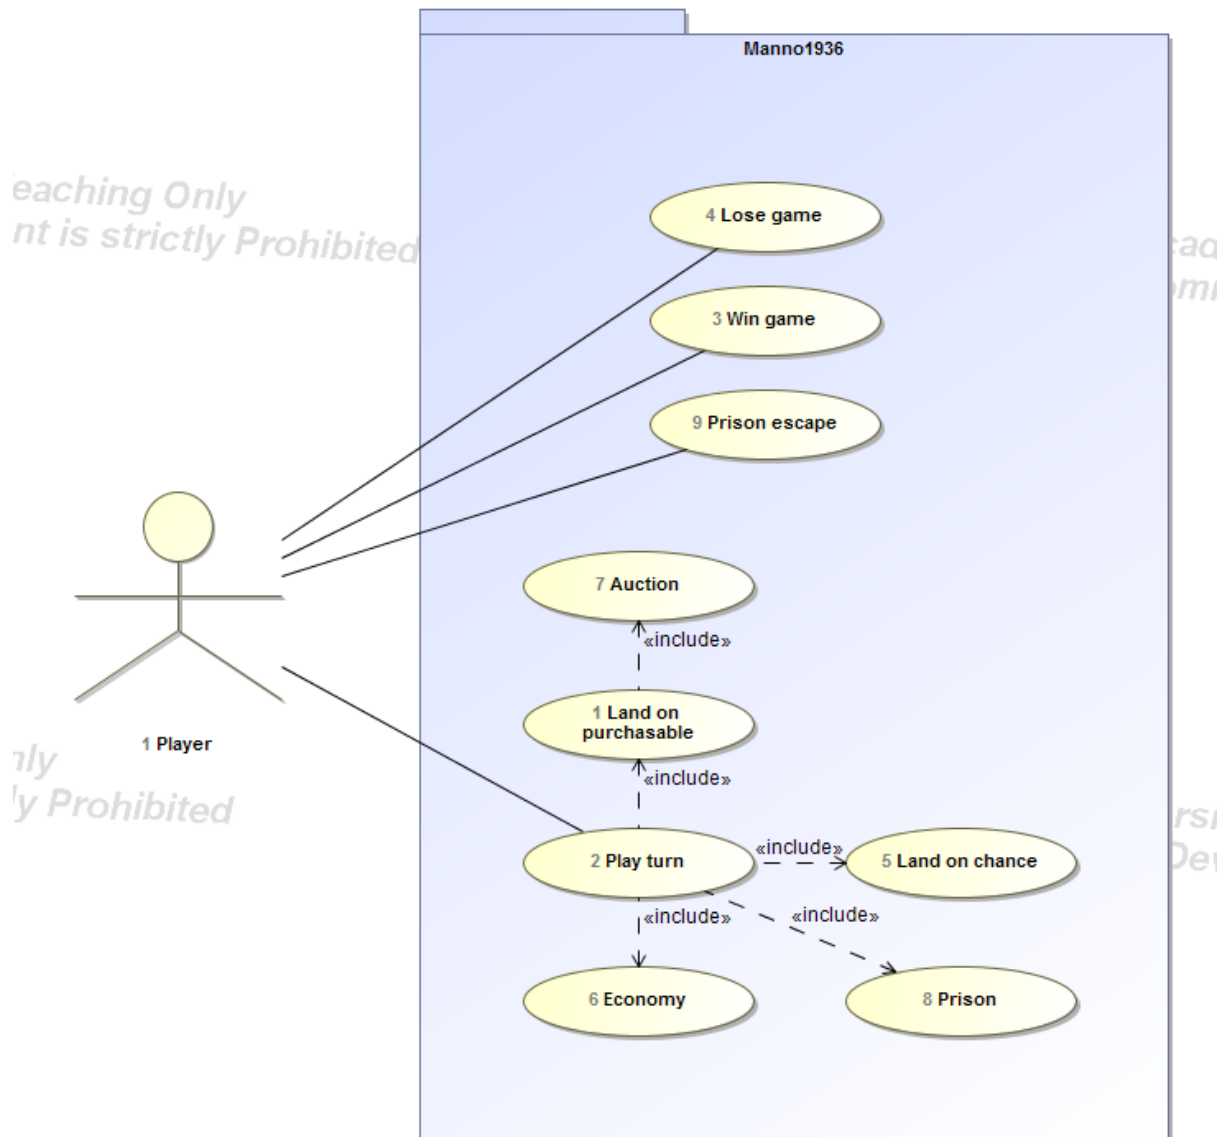 Manno1936
eaching Only
nt is strictly Prohibited
4 Lose game
3 Win game
9 Prison escape
7 Auction
«include»
1 Land on
purchasable
«include»
1 Player
nly
ly Prohibited
2 Play turn
«include»
5 Land on chance
«include»
«include»
6 Economy
8 Prison